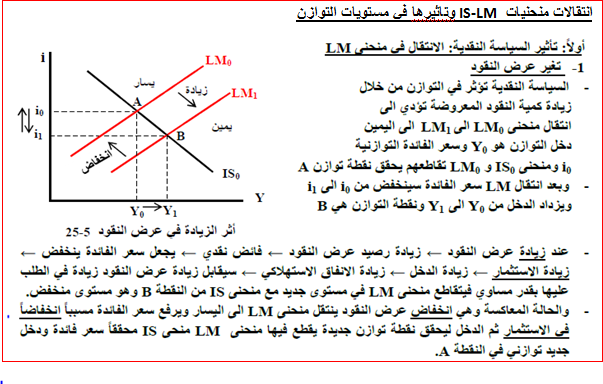 انتقالات منحنيات IS-LM وتاثيرها في مستويات التوازن
أولاً: تأثير السياسة النقدية: الانتقال في منحنى LM
1- تغير عرض النقود
- السياسة النقدية تؤثر في التوازن من خلال
زيادة كمية النقود المعروضة تؤدي الى
انتقال منحنى LM0 الى LM1 الى اليمين
دخل التوازن هو Y0 وسعر الفائدة التوازنية
i0 ومنحنى IS0 و LM0 تقاطعهم يحقق نقطة توازن A
- وبعد انتقال LM سعر الفائدة سينخفض من i0 الى i1
ويزداد الدخل من Y0 الى Y1 ونقطة التوازن هي B
i
LM0
يسار
زيادة
LM1
A
i0
يمين
i1
B
انخفاض
IS0
Y
Y0 → Y1
أثر الزيادة في عرض النقود 5-25
- عند زيادة عرض النقود ← زيادة رصيد عرض النقود ← فائض نقدي ← يجعل سعر الفائدة ينخفض ←
زيادة الاستثمار ← زيادة الدخل ← زيادة الانفاق الاستهلاكي ← سيقابل زيادة عرض النقود زيادة في الطلب
عليها بقدر مساوي فيتقاطع منحنى LM في مستوى جديد مع منحنى IS من النقطة B وهو مستوى منخفض.
- والحالة المعاكسة وهي انخفاض عرض النقود ينتقل منحنى LM الى اليسار ويرفع سعر الفائدة مسبباً انخفاضاً
في الاستثمار ثم الدخل ليحقق نقطة توازن جديدة يقطع فيها منحنى LM منحى IS محققاً سعر فائدة ودخل
جديد توازني في النقطة A.